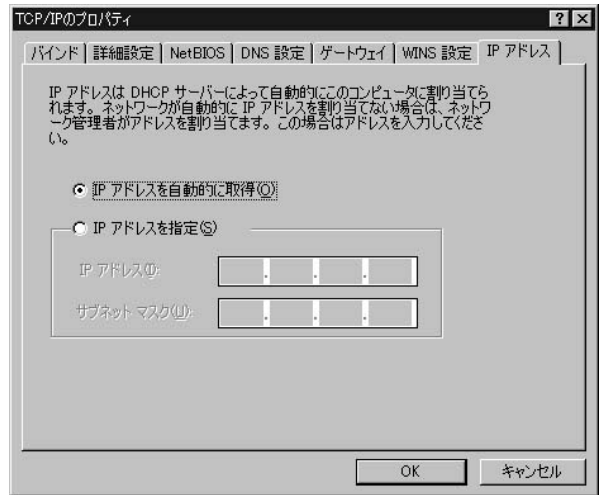 TCP/IPのプロパティ
バインド 詳細設定 NetBIOS DNS 設定 ゲートウェイ WINS 設定 IP アドレス
IP アドレスは DHCP サーバーによって自動的にこのコンピュータに割り当てら
れます。ネットワークが自動的に IP アドレスを割り当てない場合は、ネットワ
ーク管理者がアドレスを割り当てます。この場合はアドレスを入力してくださ
い。
IP アドレスを自動的に取得(O)
IP アドレスを指定(S)
IP アドレス(I):
サブネット マスク(U):
OK キャンセル